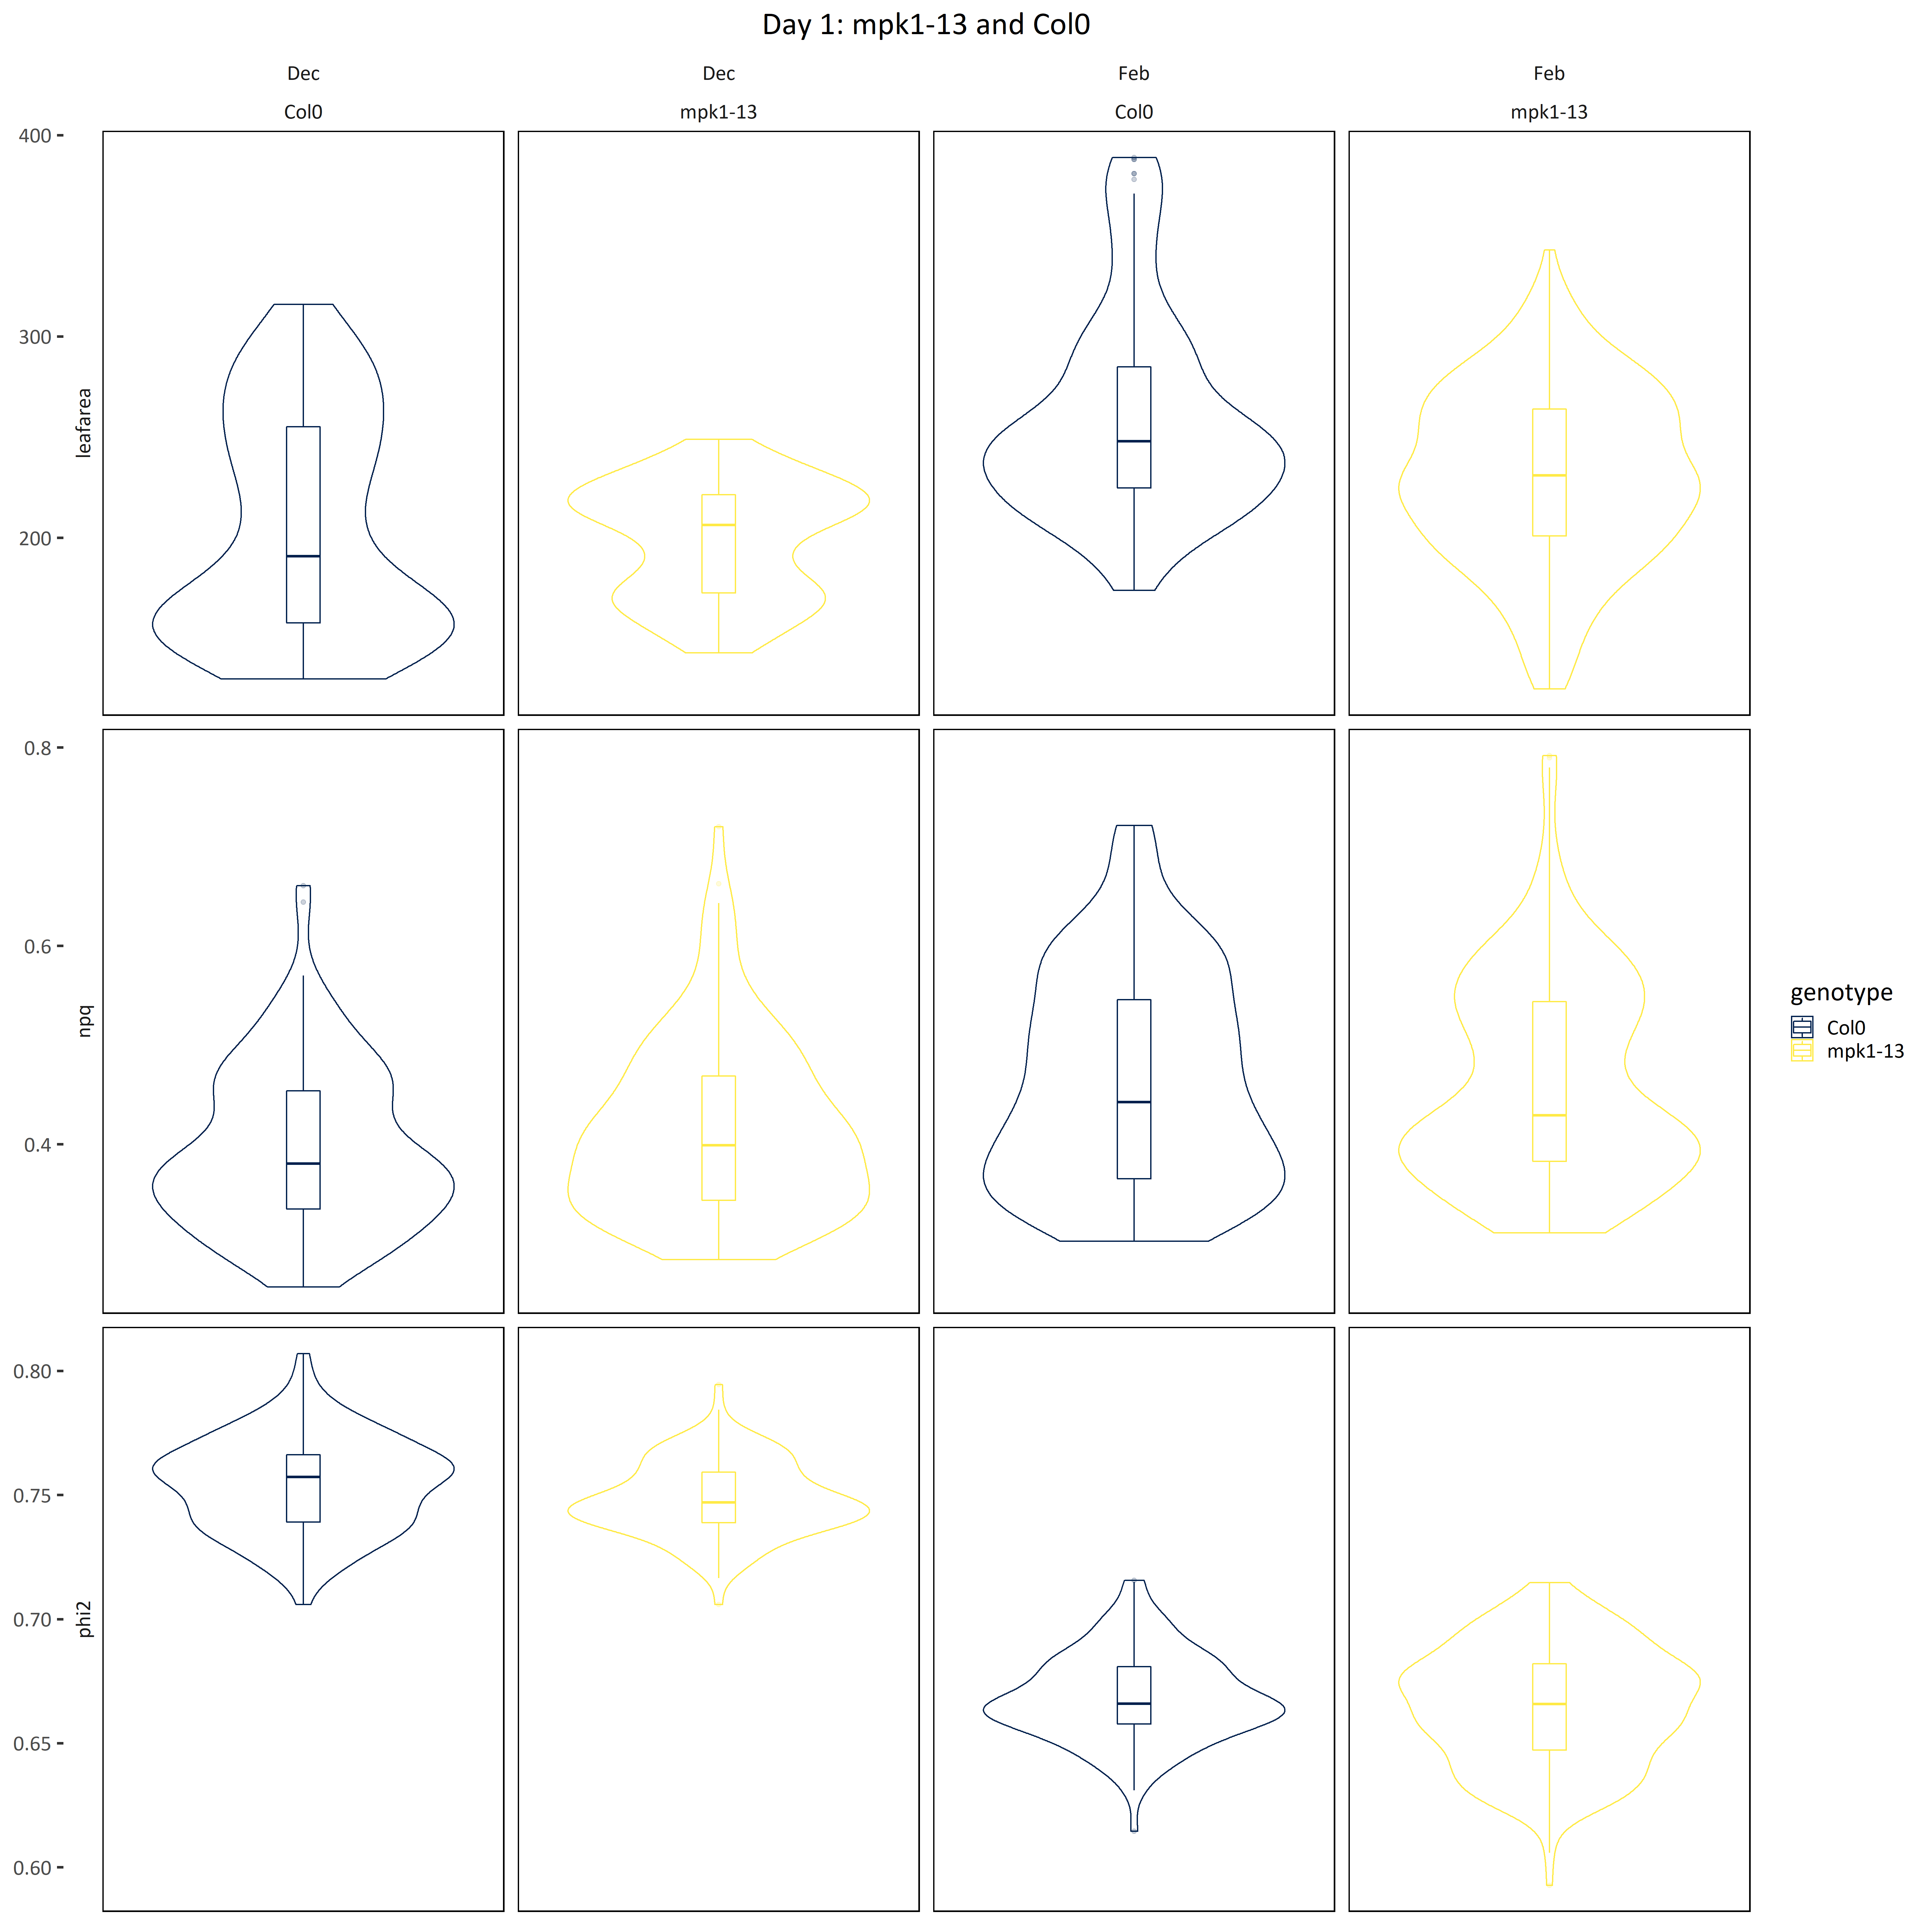 Day 1: mpk1-13 and Col0
Dec
Dec
Feb
Feb
Col0
mpk1-13
Col0
mpk1-13
400
300
200
leafarea
0.8
0.6
0.4
npq
0.80
0.75
0.70
0.65
0.60
phi2
genotype
Col0
mpk1-13